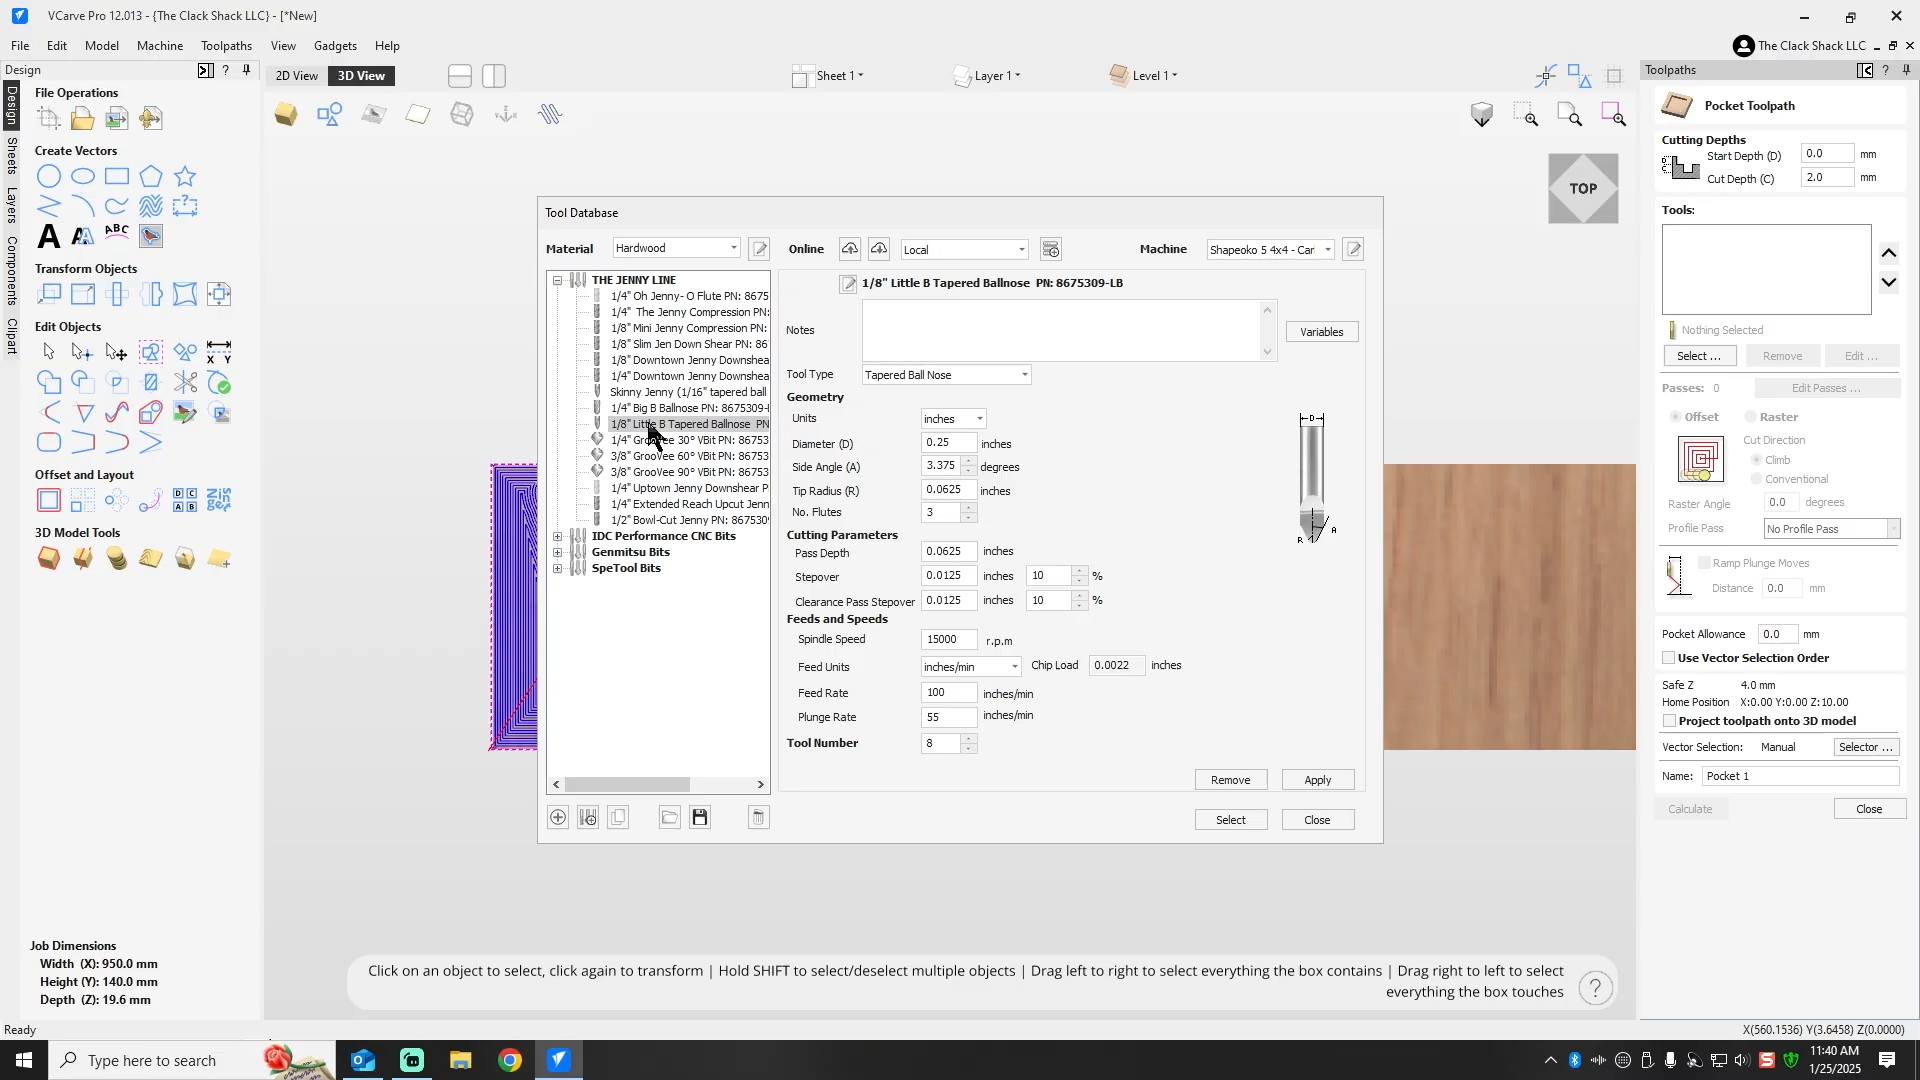 VCarve Pro 12.013 - {The Clack Shack LLC} - [*New]
File Edit Model Machine Toolpaths View Gadgets Help
The Clack Shack LLC
Design
2D View 3D View
Sheet 1
Layer 1
Level 1
Toolpaths
Design
Sheets
Layers
Components
Clipart
File Operations
Create Vectors
Transform Objects
Edit Objects
Offset and Layout
3D Model Tools
Job Dimensions
Width (X): 950.0 mm
Height (Y): 140.0 mm
Depth (Z): 19.6 mm
TOP
Tool Database
Material Hardwood
Online Local
Machine Shapeoko 5 4x4 - Car
THE JENNY LINE
1/4" Oh Jenny- O Flute PN: 8675
1/4" The Jenny Compression PN:
1/8" Mini Jenny Compression PN:
1/8" Slim Jen Down Shear PN: 86
1/8" Downtown Jenny Downshea
1/4" Downtown Jenny Downshea
Skinny Jenny (1/16" tapered ball
1/4" Big B Ballnose PN: 8675309-
1/8" Little B Tapered Ballnose PN
1/4" GrooVee 30° VBit PN: 86753
3/8" GrooVee 60° VBit PN: 86753
3/8" GrooVee 90° VBit PN: 86753
1/4" Uptown Jenny Downshear P
1/4" Extended Reach Upcut Jenn
1/2" Bowl-Cut Jenny PN: 867530
IDC Performance CNC Bits
Genmitsu Bits
SpeTool Bits
1/8" Little B Tapered Ballnose PN: 8675309-LB
Notes
Variables
Tool Type Tapered Ball Nose
Geometry
Units inches
Diameter (D) 0.25 inches
Side Angle (A) 3.375 degrees
Tip Radius (R) 0.0625 inches
No. Flutes 3
D
R A
Cutting Parameters
Pass Depth 0.0625 inches
Stepover 0.0125 inches 10 %
Clearance Pass Stepover 0.0125 inches 10 %
Feeds and Speeds
Spindle Speed 15000 r.p.m
Feed Units inches/min Chip Load 0.0022 inches
Feed Rate 100 inches/min
Plunge Rate 55 inches/min
Tool Number 8
Remove Apply
Select Close
Pocket Toolpath
Cutting Depths
Start Depth (D) 0.0 mm
Cut Depth (C) 2.0 mm
Tools:
Nothing Selected
Select ... Remove Edit ...
Passes: 0 Edit Passes ...
Offset Raster
Cut Direction
Climb
Conventional
Raster Angle 0.0 degrees
Profile Pass No Profile Pass
Ramp Plunge Moves
Distance 0.0 mm
Pocket Allowance 0.0 mm
Use Vector Selection Order
Safe Z 4.0 mm
Home Position X:0.00 Y:0.00 Z:10.00
Project toolpath onto 3D model
Vector Selection: Manual Selector ...
Name: Pocket 1
Calculate Close
Click on an object to select, click again to transform | Hold SHIFT to select/deselect multiple objects | Drag left to right to select everything the box contains | Drag right to left to select
everything the box touches
Ready
X(560.1536) Y(3.6458) Z(0.0000)
Type here to search
11:40 AM
1/25/2025